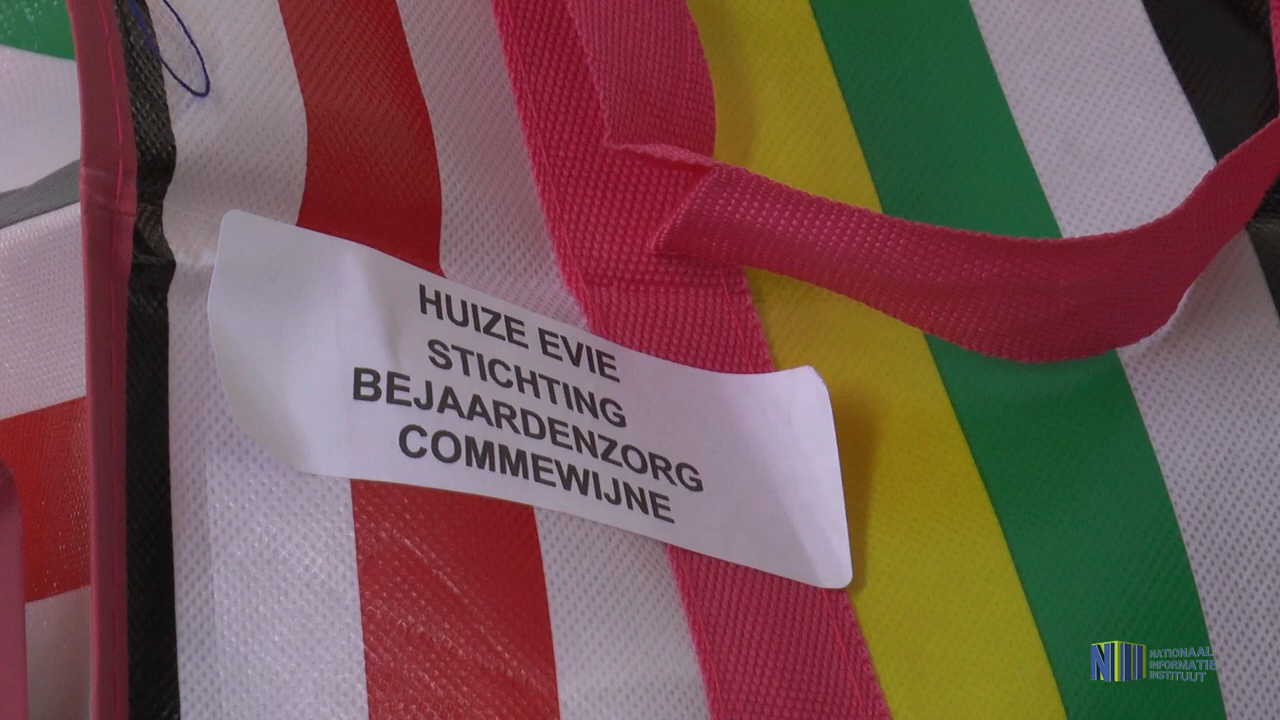 HUIZE EVIE
STICHTING
BEJAARDENZORG
COMMEWIJNE
NATIONAAL
INFORMATIE
INSTITUUT